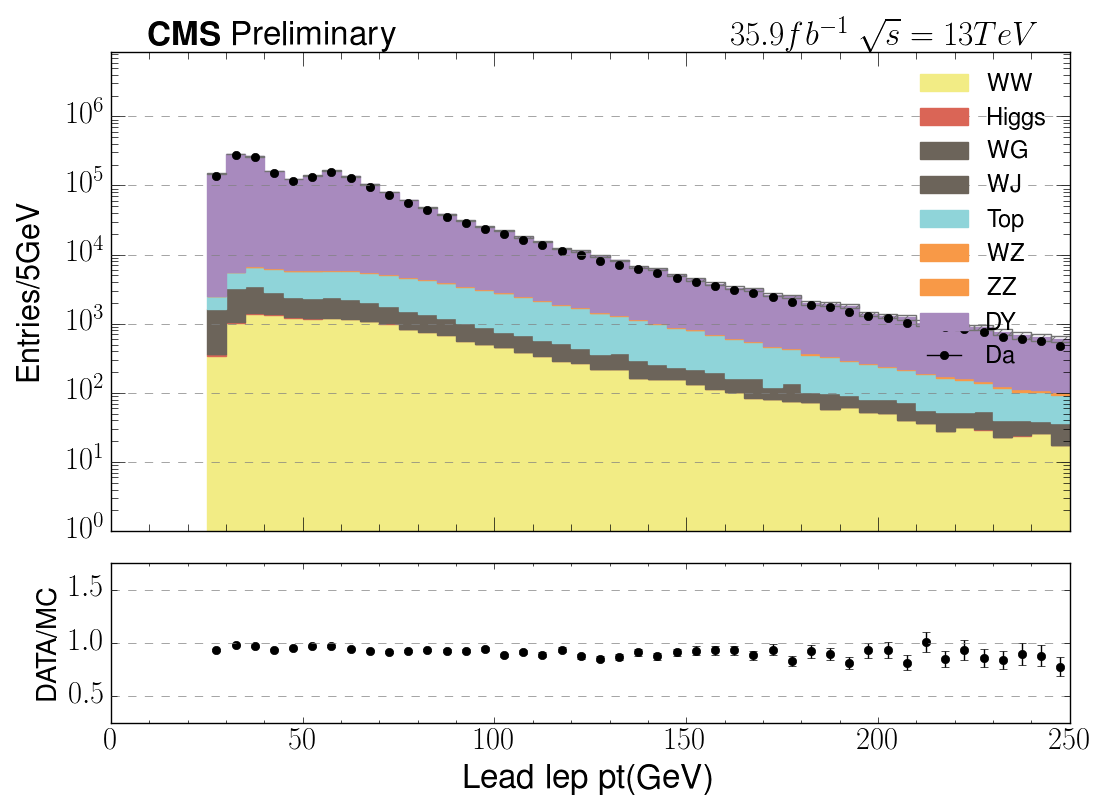 CMS Preliminary 35.9fb⁻¹ √s = 13TeV
Entries/5GeV
10⁶
10⁵
10⁴
10³
10²
10¹
10⁰
WW
Higgs
WG
WJ
Top
WZ
ZZ
DY
Da
DATA/MC
1.5
1.0
0.5
0 50 100 150 200 250
Lead lep pt(GeV)